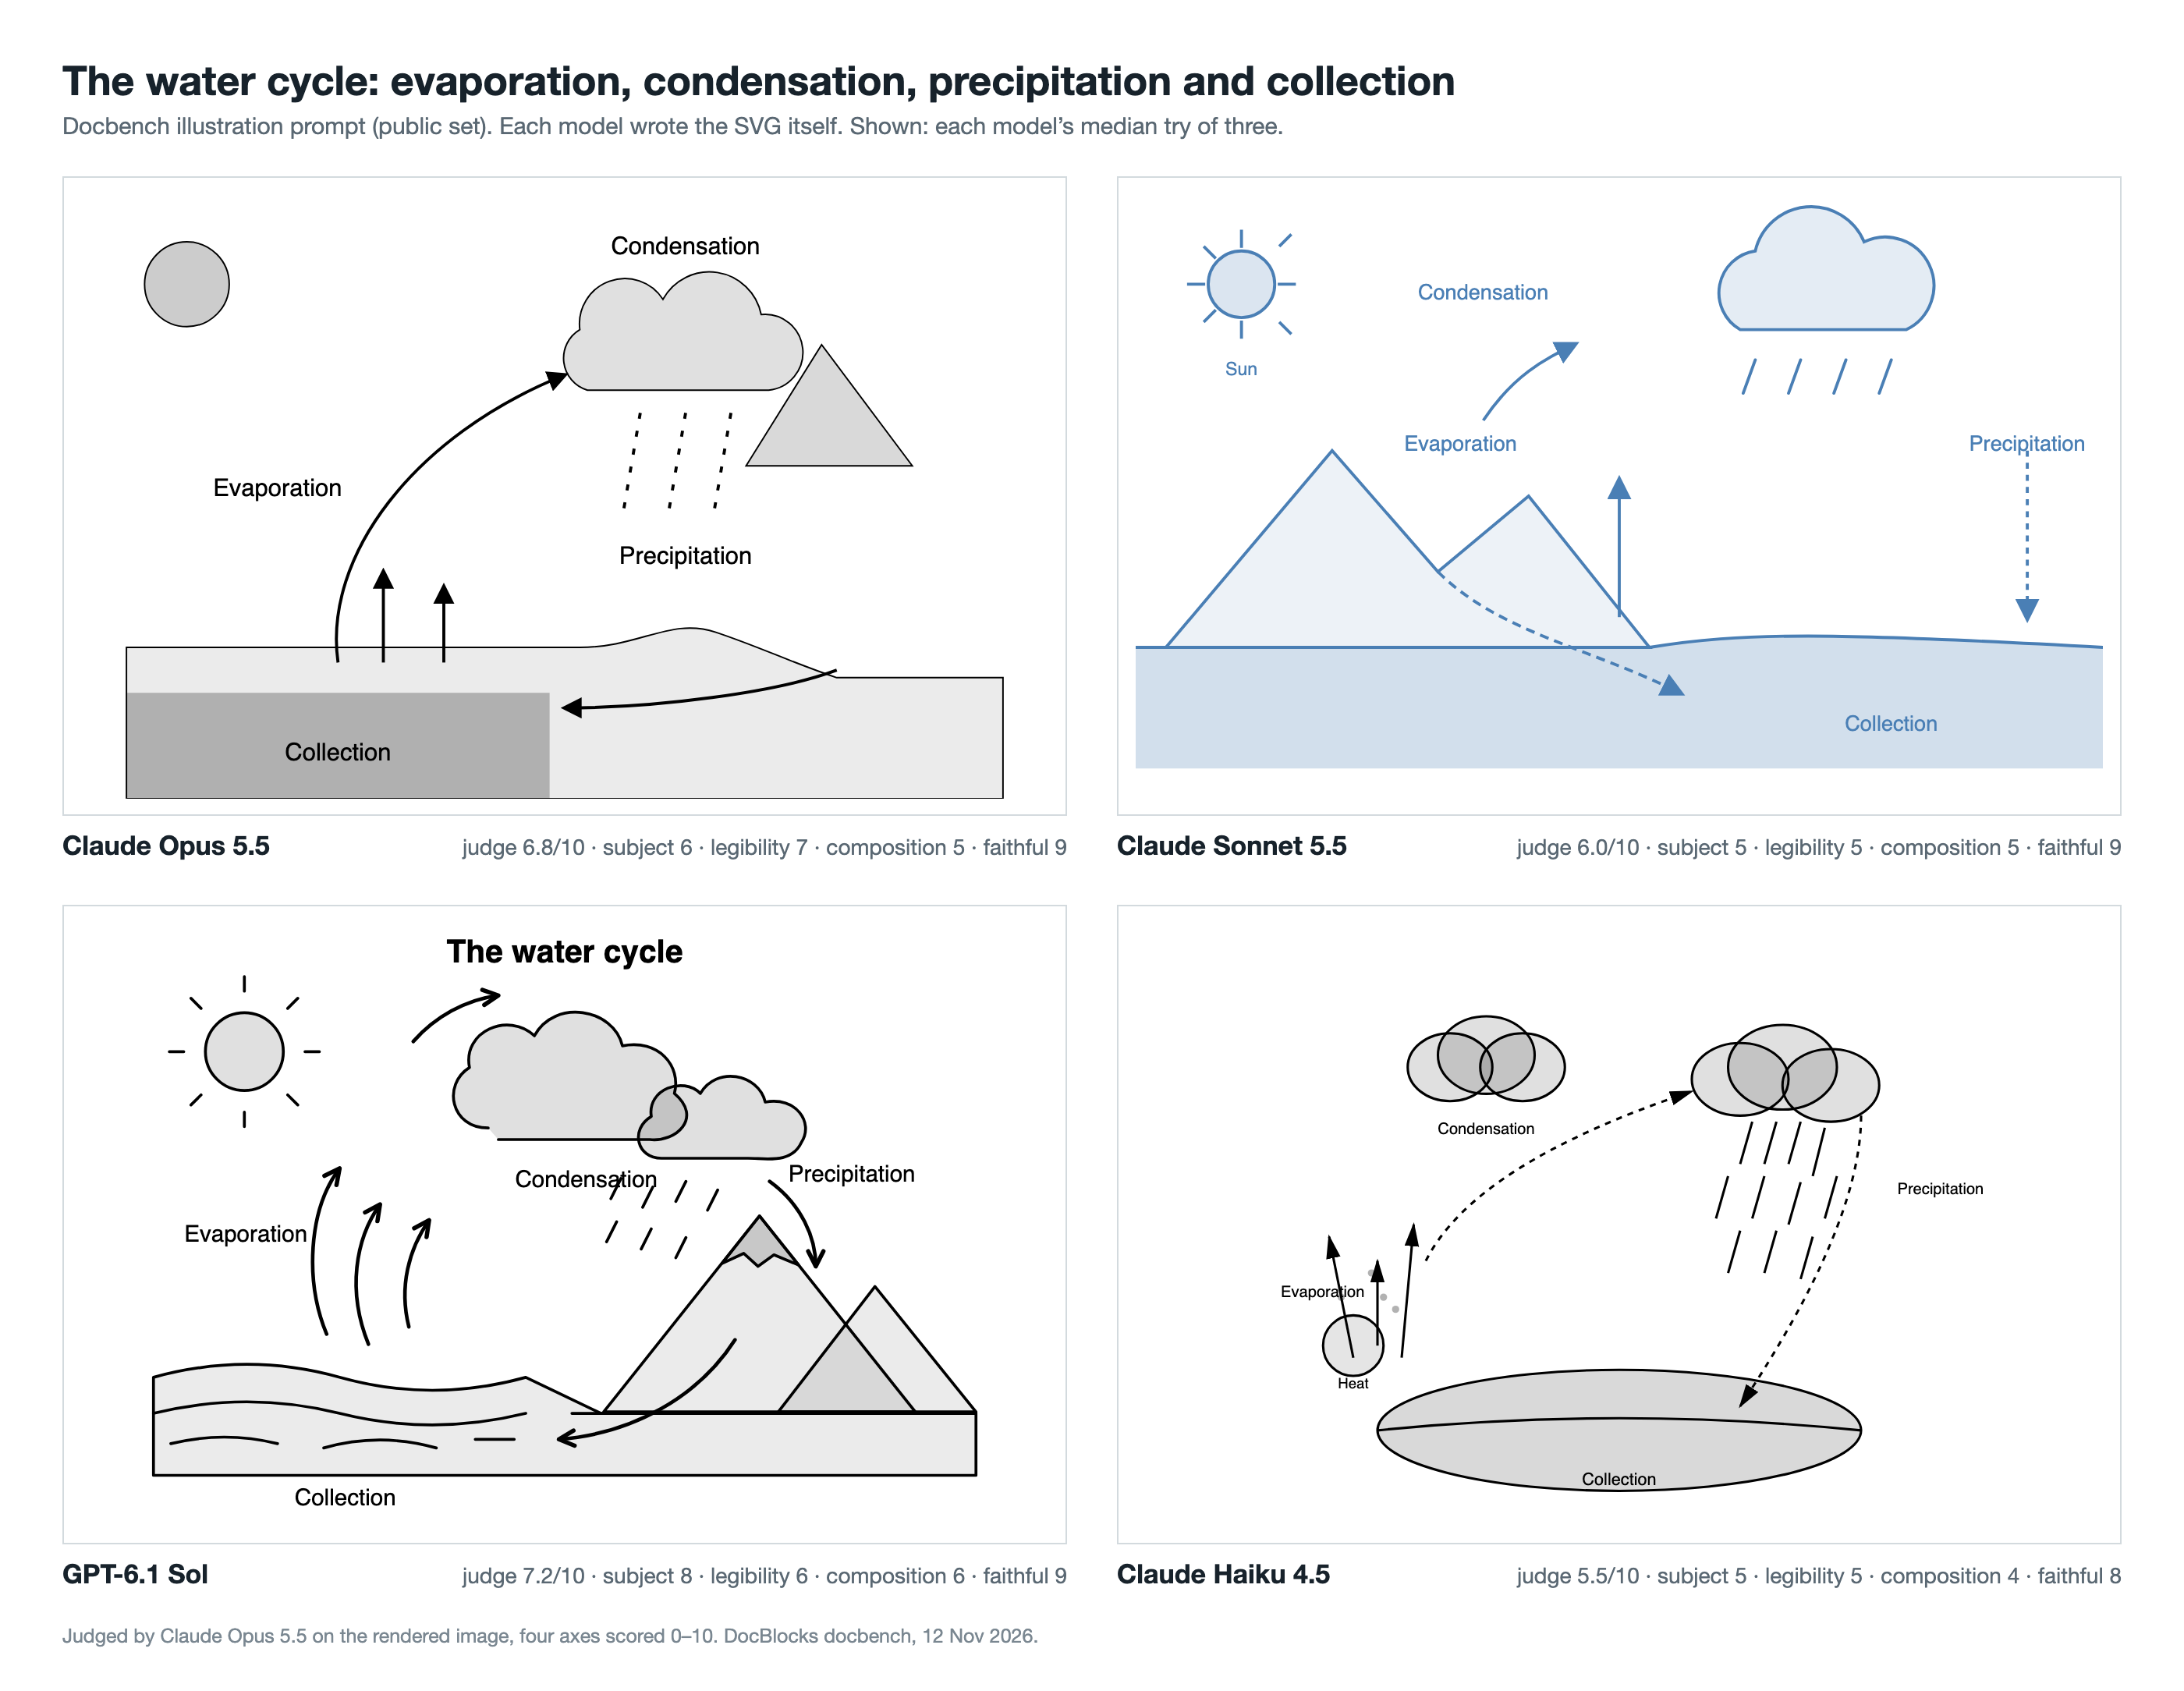 The water cycle: evaporation, condensation, precipitation and collection
Docbench illustration prompt (public set). Each model wrote the SVG itself. Shown: each model’s median try of three.
Condensation
Evaporation
Precipitation
Collection
Claude Opus 5.5
judge 6.8/10 · subject 6 · legibility 7 · composition 5 · faithful 9
Condensation
Sun
Evaporation
Precipitation
Collection
Claude Sonnet 5.5
judge 6.0/10 · subject 5 · legibility 5 · composition 5 · faithful 9
The water cycle
Condensation
Precipitation
Evaporation
Collection
GPT-6.1 Sol
judge 7.2/10 · subject 8 · legibility 6 · composition 6 · faithful 9
Condensation
Precipitation
Evaporation
Heat
Collection
Claude Haiku 4.5
judge 5.5/10 · subject 5 · legibility 5 · composition 4 · faithful 8
Judged by Claude Opus 5.5 on the rendered image, four axes scored 0–10. DocBlocks docbench, 12 Nov 2026.